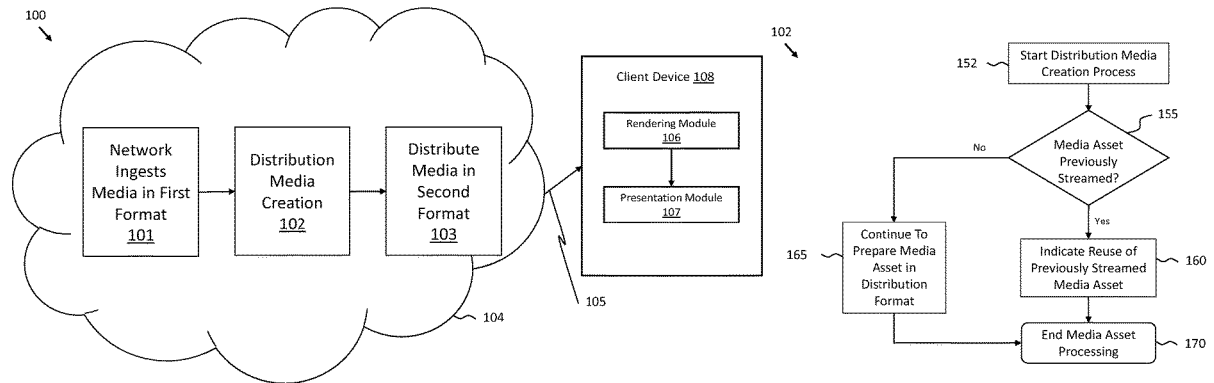 100
Network
Ingests
Media in First
Format
101
Distribution
Media
Creation
102
Distribute
Media in
Second
Format
103
104
105
Client Device 108
Rendering Module
106
Presentation Module
107
102
152
Start Distribution Media
Creation Process
155
Media Asset
Previously
Streamed?
No
Yes
165
Continue To
Prepare Media
Asset in
Distribution
Format
Indicate Reuse of
Previously Streamed
Media Asset
160
End Media Asset
Processing
170